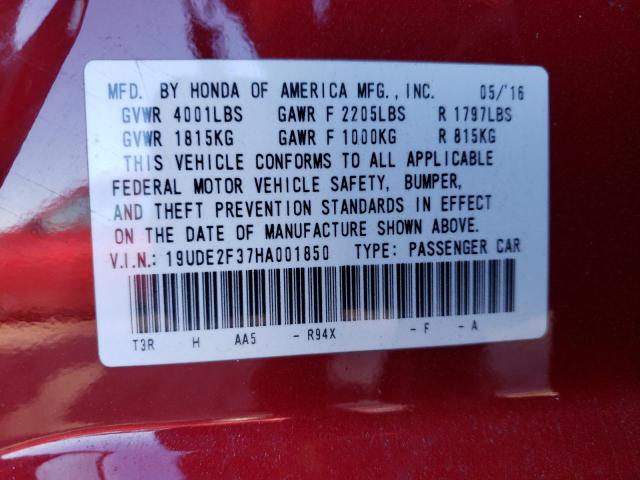 MFD. BY HONDA OF AMERICA MFG., INC. 05/'16
GVWR 4001LBS GAWR F 2205LBS R 1797LBS
GVWR 1815KG GAWR F 1000KG R 815KG
THIS VEHICLE CONFORMS TO ALL APPLICABLE
FEDERAL MOTOR VEHICLE SAFETY, BUMPER,
AND THEFT PREVENTION STANDARDS IN EFFECT
ON THE DATE OF MANUFACTURE SHOWN ABOVE.
V.I.N.: 19UDE2F37HA001850 TYPE: PASSENGER CAR
T3R H AA5 – R94X – F – A